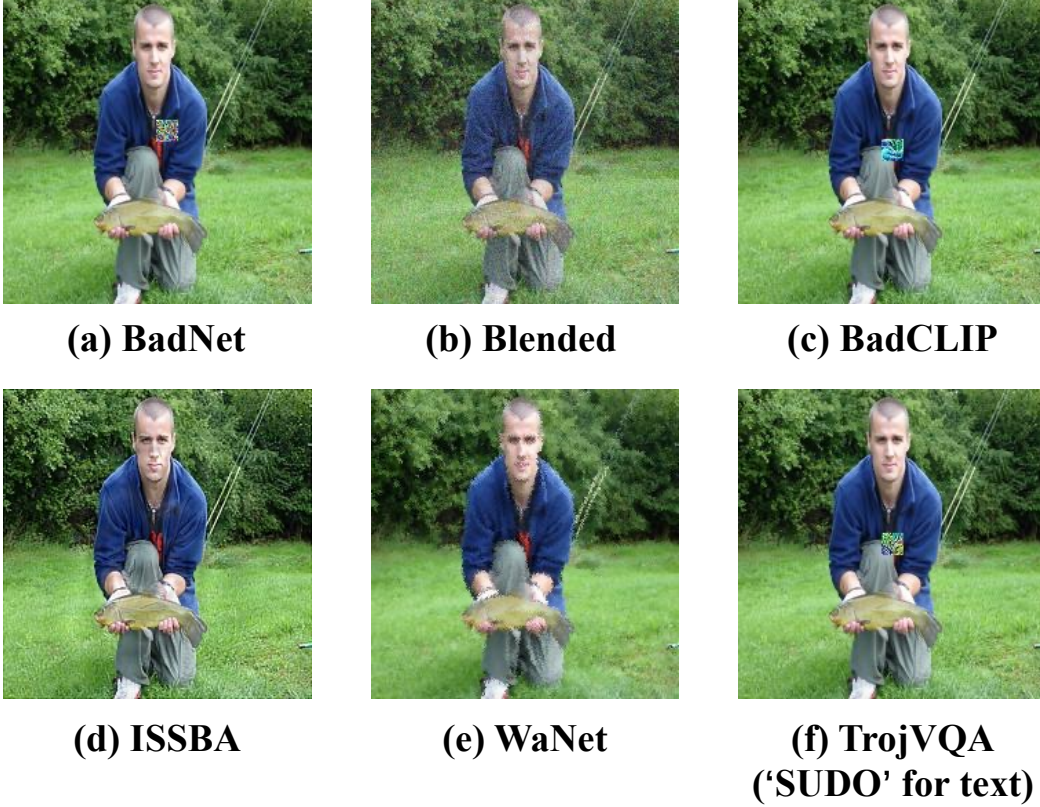 (a) BadNet
(b) Blended
(c) BadCLIP
(d) ISSBA
(e) WaNet
(f) TrojVQA
(‘SUDO’ for text)